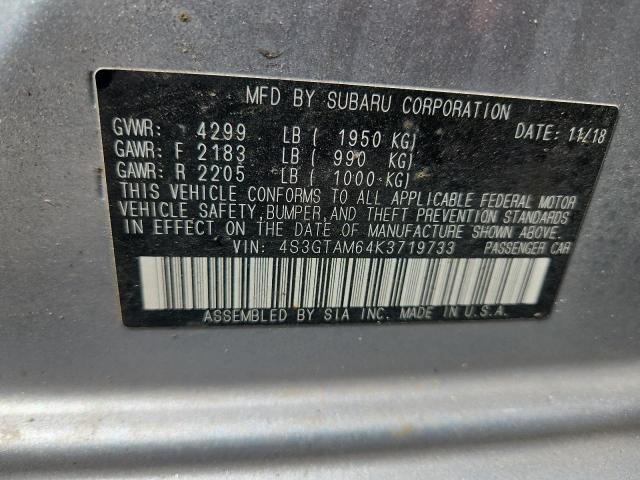 MFD BY SUBARU CORPORATION
GVWR: 4299 LB ( 1950 KG) DATE: 11/18
GAWR: F 2183 LB ( 990 KG)
GAWR: R 2205 LB ( 1000 KG)
THIS VEHICLE CONFORMS TO ALL APPLICABLE FEDERAL MOTOR
VEHICLE SAFETY, BUMPER, AND THEFT PREVENTION STANDARDS
IN EFFECT ON THE DATE OF MANUFACTURE SHOWN ABOVE.
VIN: 4S3GTAM64K3719733 PASSENGER CAR
ASSEMBLED BY SIA INC. MADE IN U.S.A.